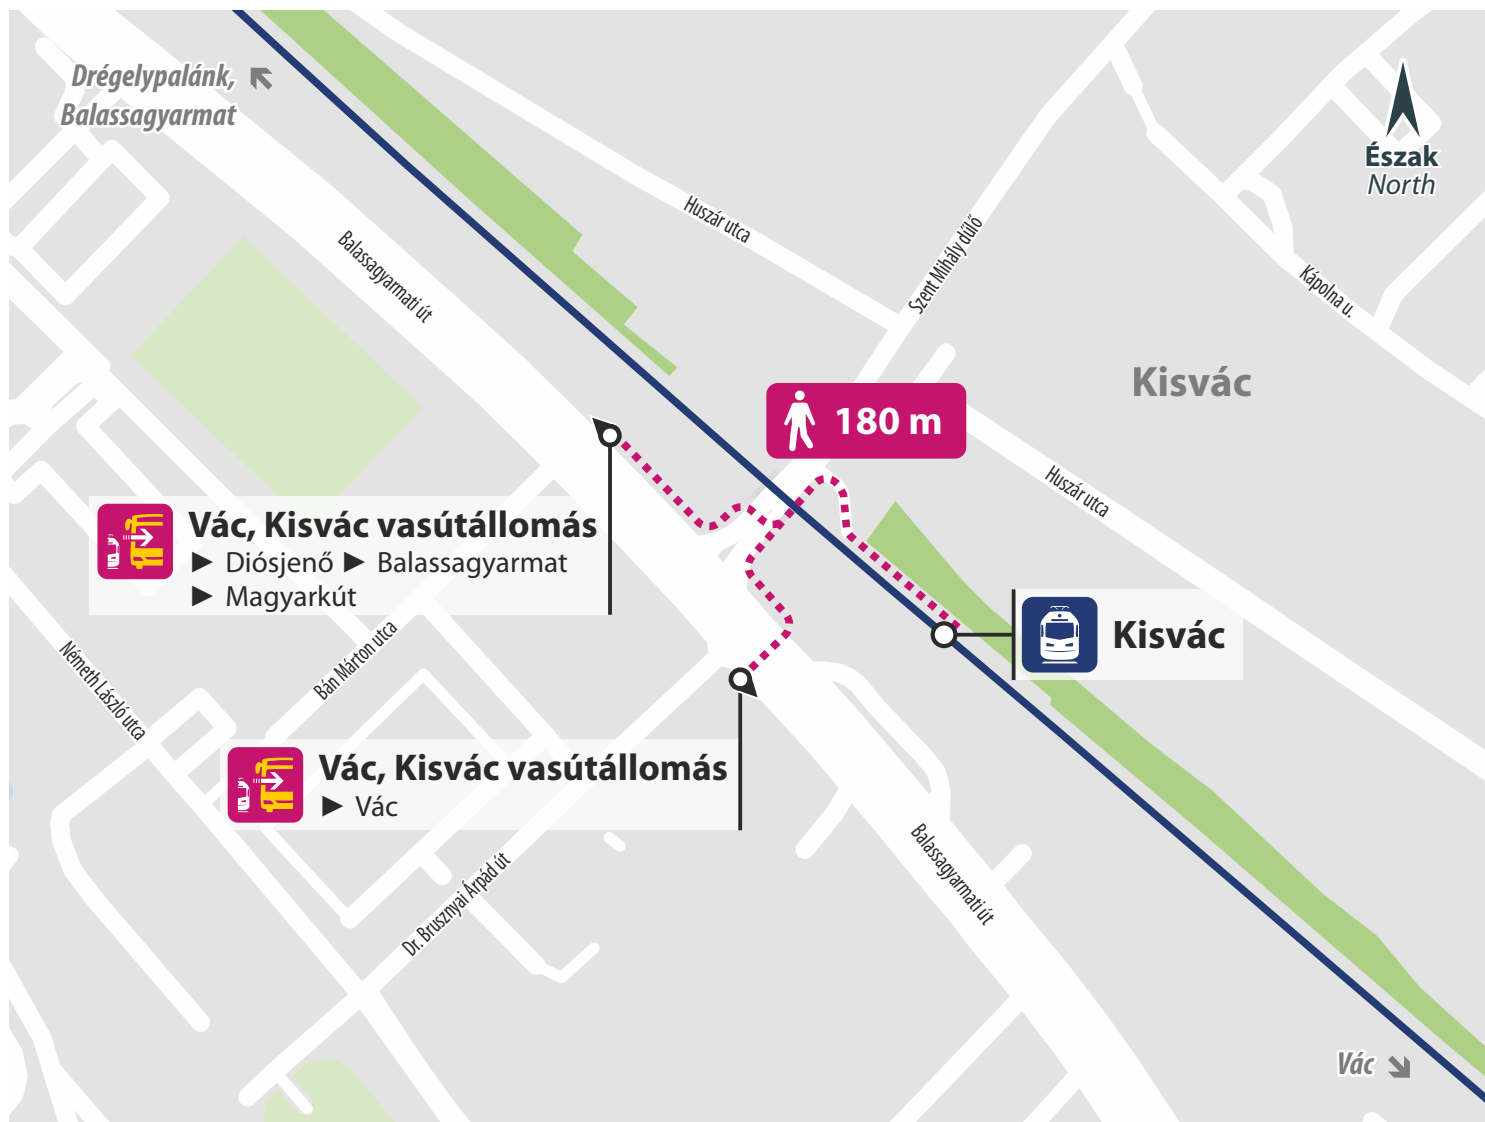 Drégelypalánk,
Balassagyarmat
Észak
North
Huszár utca
Szent Mihály dűlő
Balassagyarmati út
Kápolna u.
Kisvác
180 m
Huszár utca
Vác, Kisvác vasútállomás
► Diósjenő ► Balassagyarmat
► Magyarkút
Kisvác
Németh László utca
Bán Márton utca
Vác, Kisvác vasútállomás
► Vác
Dr. Brusznyai Árpád út
Balassagyarmati út
Vác